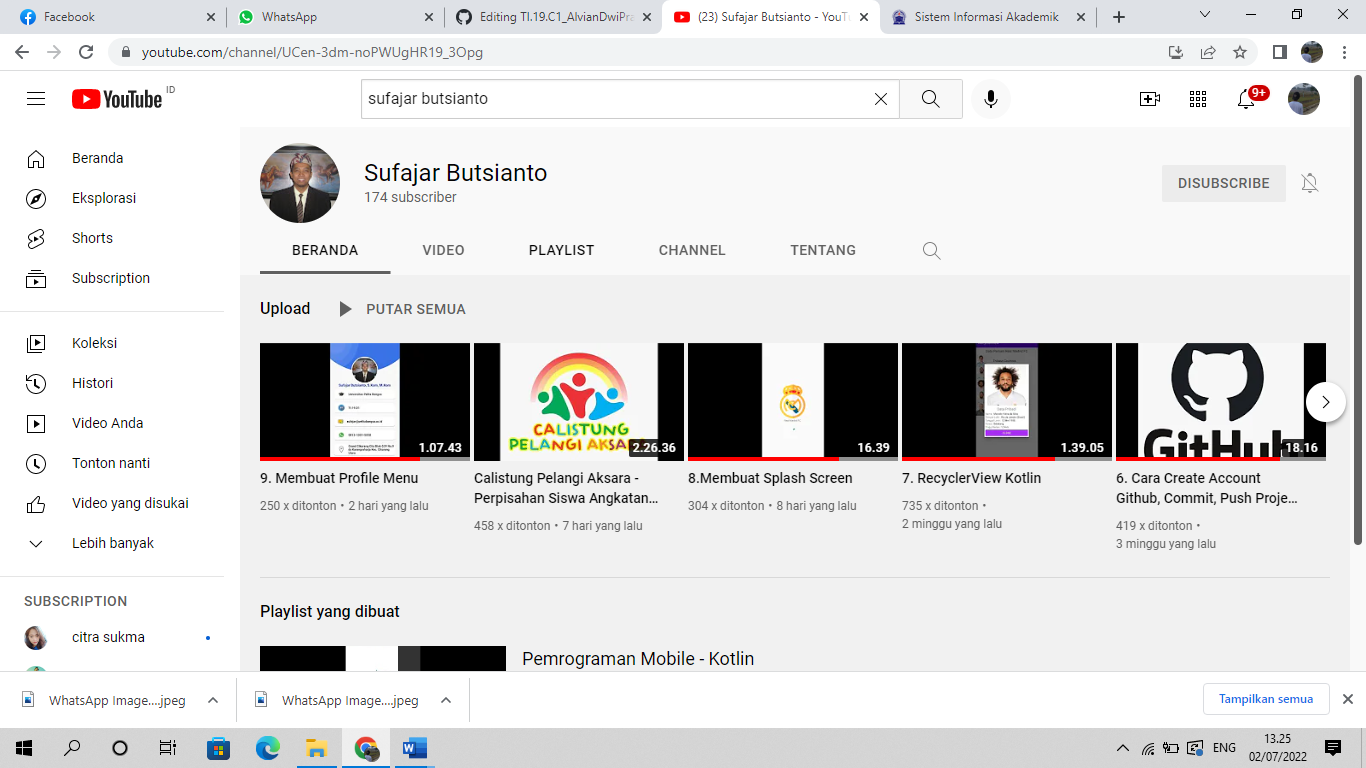 Facebook
WhatsApp
Editing TI.19.C1_AlvianDwiPra
(23) Sufajar Butsianto - YouT
Sistem Informasi Akademik
youtube.com/channel/UCen-3dm-noPWUgHR19_3Opg
YouTube ID
sufajar butsianto
9+
Beranda
Eksplorasi
Shorts
Subscription
Koleksi
Histori
Video Anda
Tonton nanti
Video yang disukai
Lebih banyak
SUBSCRIPTION
citra sukma
Sufajar Butsianto
174 subscriber
DISUBSCRIBE
BERANDA
VIDEO
PLAYLIST
CHANNEL
TENTANG
Upload
PUTAR SEMUA
1.07.43
9. Membuat Profile Menu
250 x ditonton • 2 hari yang lalu
CALISTUNG
PELANGI AKSA
2.26.36
Calistung Pelangi Aksara -
Perpisahan Siswa Angkatan...
458 x ditonton • 7 hari yang lalu
16.39
8.Membuat Splash Screen
304 x ditonton • 8 hari yang lalu
1.39.05
7. RecyclerView Kotlin
735 x ditonton •
2 minggu yang lalu
GitHub
18.16
6. Cara Create Account
Github, Commit, Push Proje...
419 x ditonton •
3 minggu yang lalu
Playlist yang dibuat
Pemrograman Mobile - Kotlin
WhatsApp Image....jpeg
WhatsApp Image....jpeg
Tampilkan semua
ENG
13.25
02/07/2022